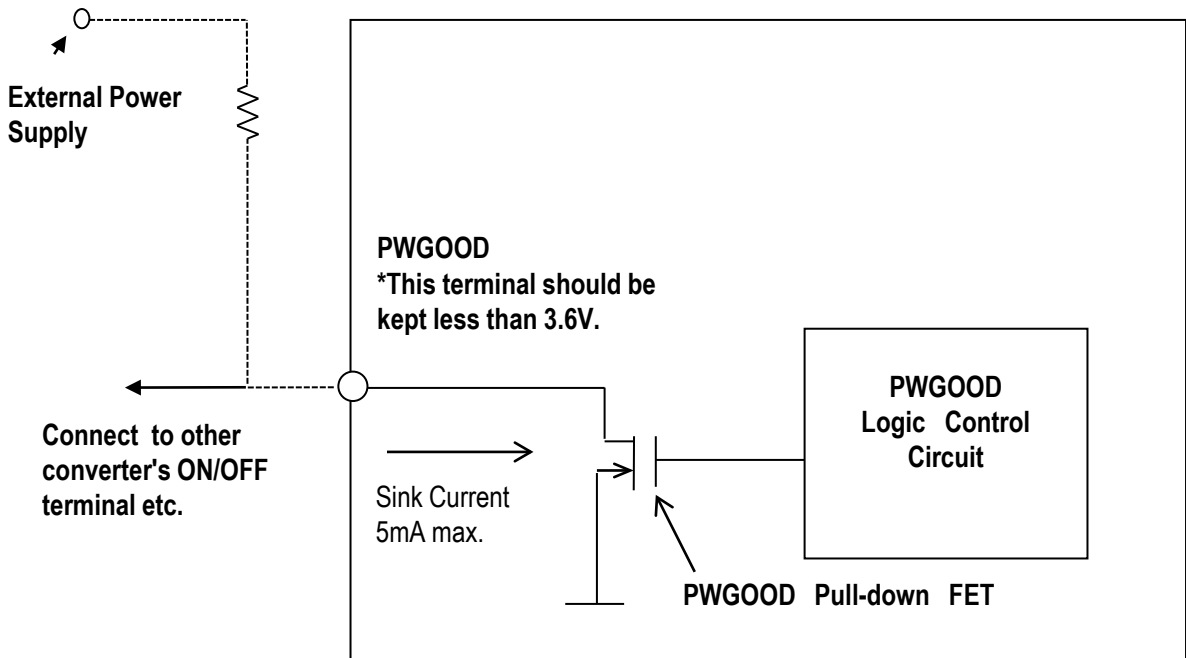 External Power
Supply
PWGOOD
*This terminal should be
kept less than 3.6V.
Connect to other
converter's ON/OFF
terminal etc.
Sink Current
5mA max.
PWGOOD
Logic Control
Circuit
PWGOOD Pull-down FET